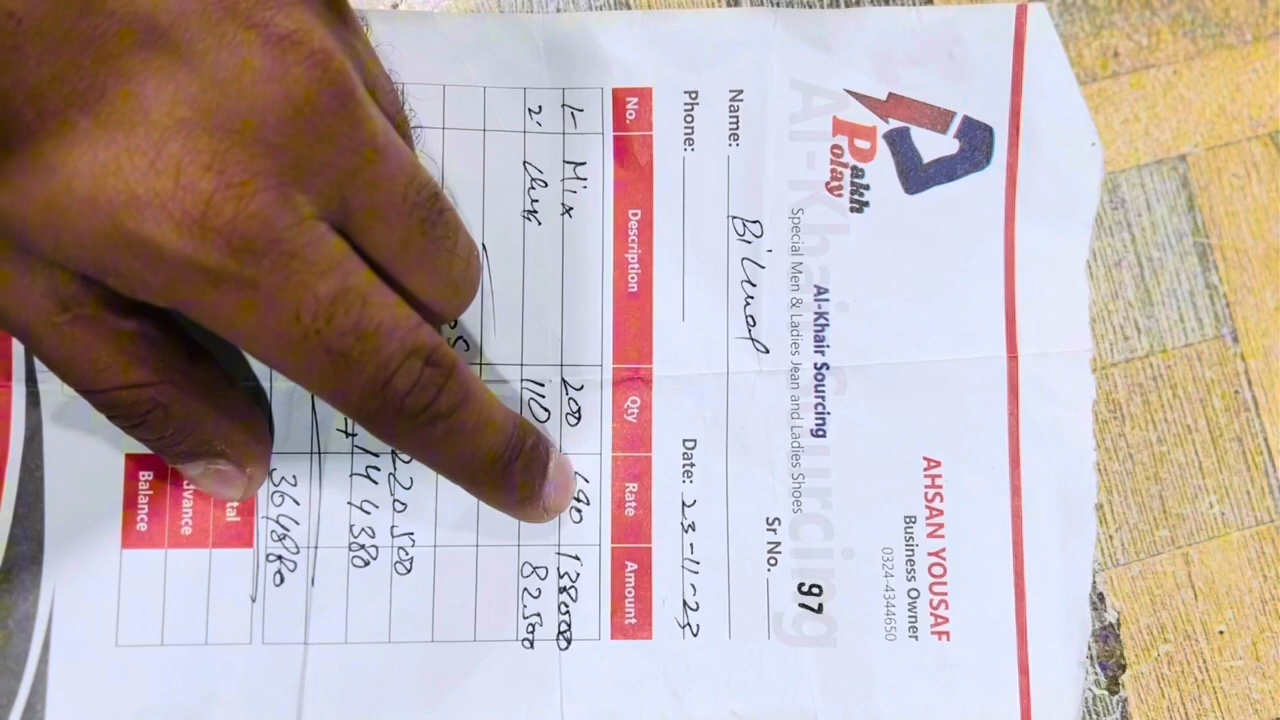 AHSAN YOUSAF
Business Owner
0324-4344650
Pakh
Polay
Al-Khair Sourcing
Special Men & Ladies Jean and Ladies Shoes
Sr No. 97
Name:
Phone: Date: 23-11-23
No. Description Qty Rate Amount
1- Mix 200 690 138000
2. 110 82500
220500
+144380
364880
Balance